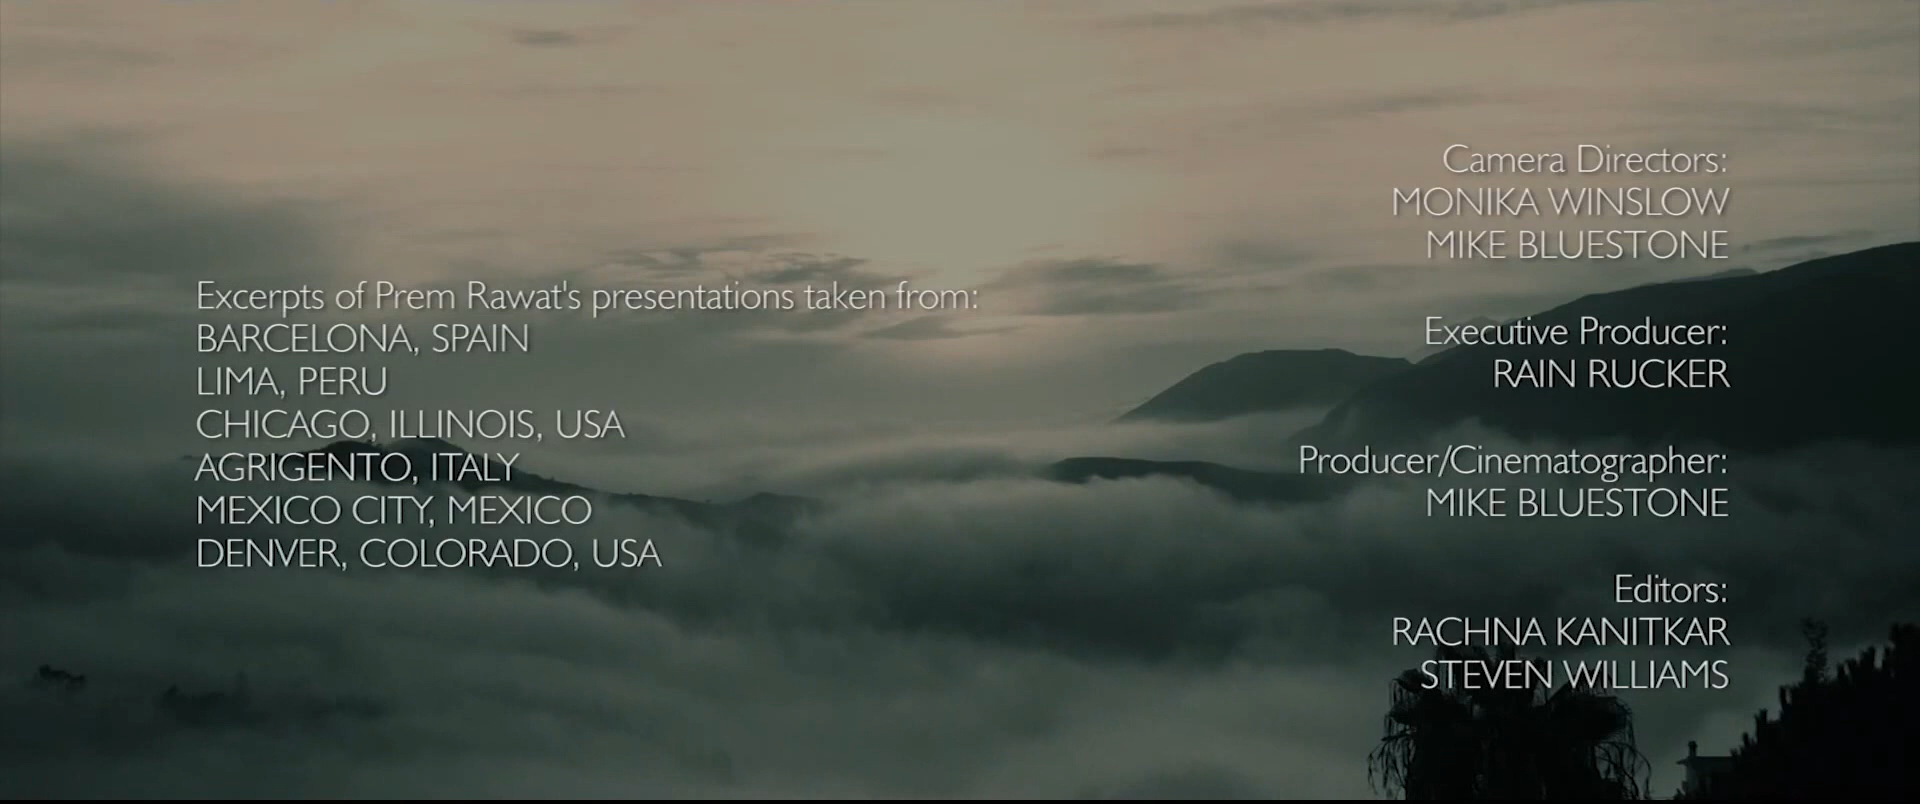 Excerpts of Prem Rawat's presentations taken from:
BARCELONA, SPAIN
LIMA, PERU
CHICAGO, ILLINOIS, USA
AGRIGENTO, ITALY
MEXICO CITY, MEXICO
DENVER, COLORADO, USA
Camera Directors:
MONIKA WINSLOW
MIKE BLUESTONE
Executive Producer:
RAIN RUCKER
Producer/Cinematographer:
MIKE BLUESTONE
Editors:
RACHNA KANITKAR
STEVEN WILLIAMS